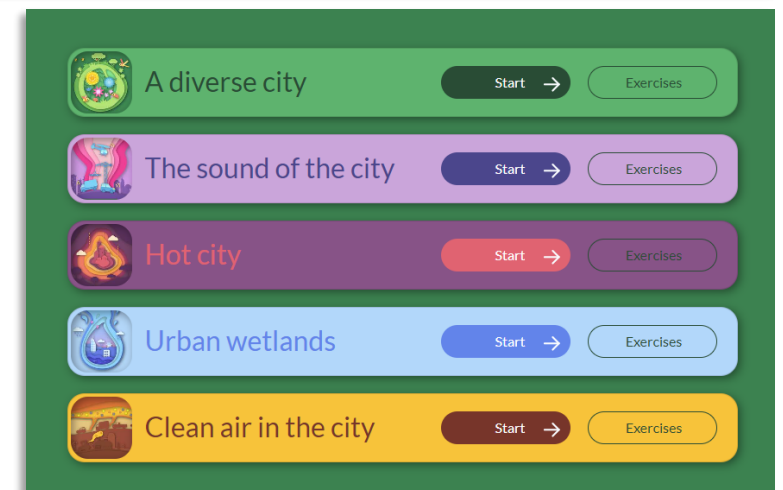 A diverse city Start → Exercises
The sound of the city Start → Exercises
Hot city Start → Exercises
Urban wetlands Start → Exercises
Clean air in the city Start → Exercises